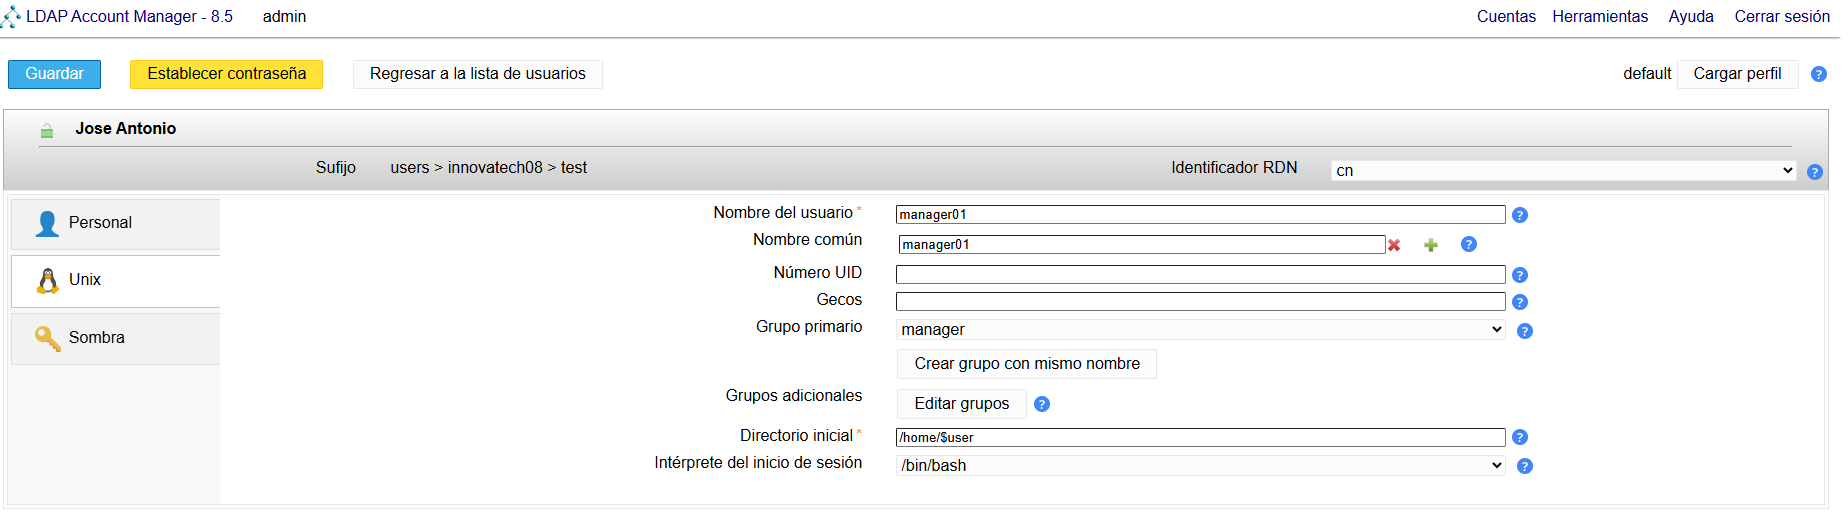 LDAP Account Manager - 8.5 admin Cuentas Herramientas Ayuda Cerrar sesión
Guardar Establecer contraseña Regresar a la lista de usuarios default Cargar perfil ?
Jose Antonio
Sufijo users > innovatech08 > test Identificador RDN cn ?
Personal
Unix
Sombra
Nombre del usuario * manager01 ?
Nombre común manager01 ?
Número UID ?
Gecos ?
Grupo primario manager ?
Crear grupo con mismo nombre
Grupos adicionales Editar grupos ?
Directorio inicial * /home/$user ?
Intérprete del inicio de sesión /bin/bash ?